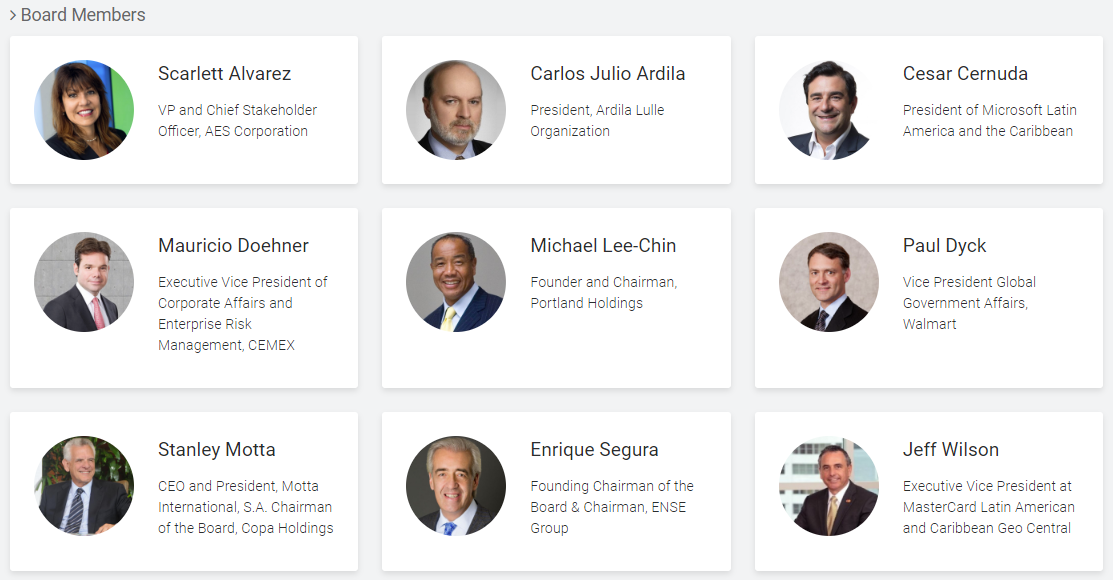 > Board Members
Scarlett Alvarez
VP and Chief Stakeholder
Officer, AES Corporation
Carlos Julio Ardila
President, Ardila Lulle
Organization
Cesar Cernuda
President of Microsoft Latin
America and the Caribbean
Mauricio Doehner
Executive Vice President of
Corporate Affairs and
Enterprise Risk
Management, CEMEX
Michael Lee-Chin
Founder and Chairman,
Portland Holdings
Paul Dyck
Vice President Global
Government Affairs,
Walmart
Stanley Motta
CEO and President, Motta
International, S.A. Chairman
of the Board, Copa Holdings
Enrique Segura
Founding Chairman of the
Board & Chairman, ENSE
Group
Jeff Wilson
Executive Vice President at
MasterCard Latin American
and Caribbean Geo Central